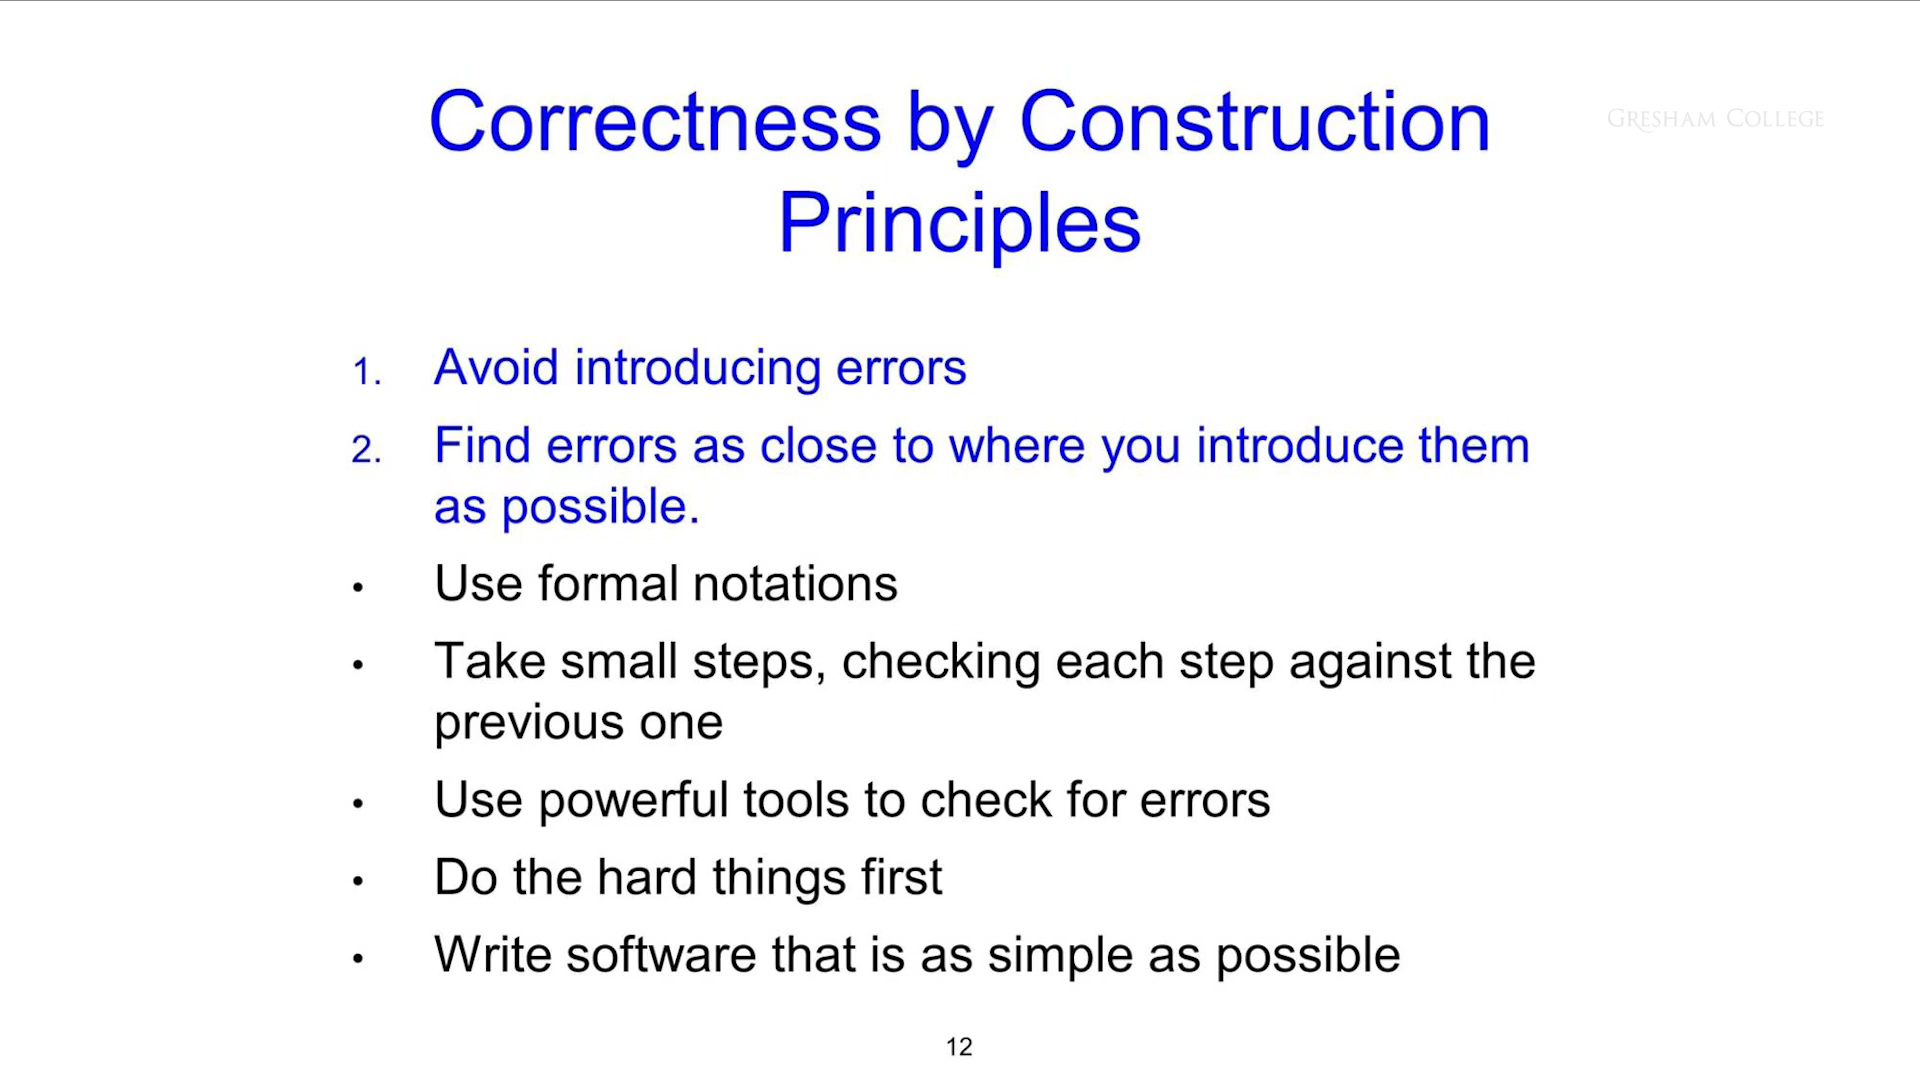 Correctness by Construction
Principles
GRESHAM COLLEGE
1. Avoid introducing errors
2. Find errors as close to where you introduce them
as possible.
• Use formal notations
• Take small steps, checking each step against the
previous one
• Use powerful tools to check for errors
• Do the hard things first
• Write software that is as simple as possible
12